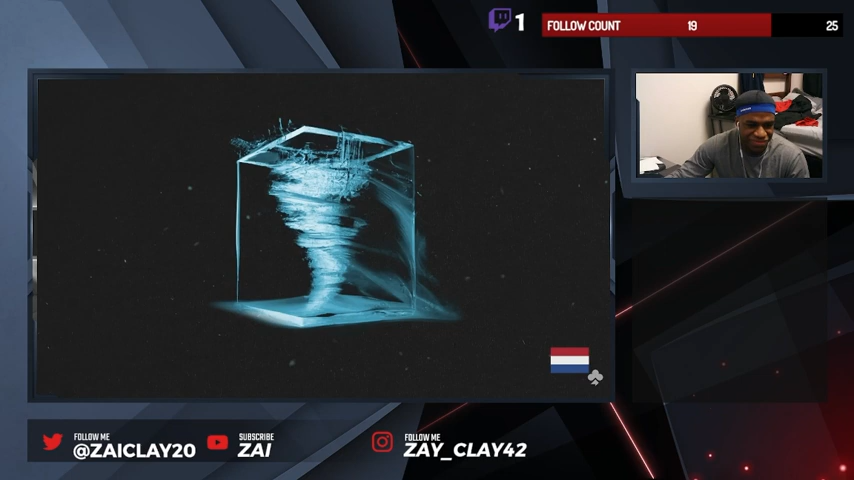 1
FOLLOW COUNT 19 25
FOLLOW ME
@ZAICLAY20
SUBSCRIBE
ZAI
FOLLOW ME
ZAY_CLAY42